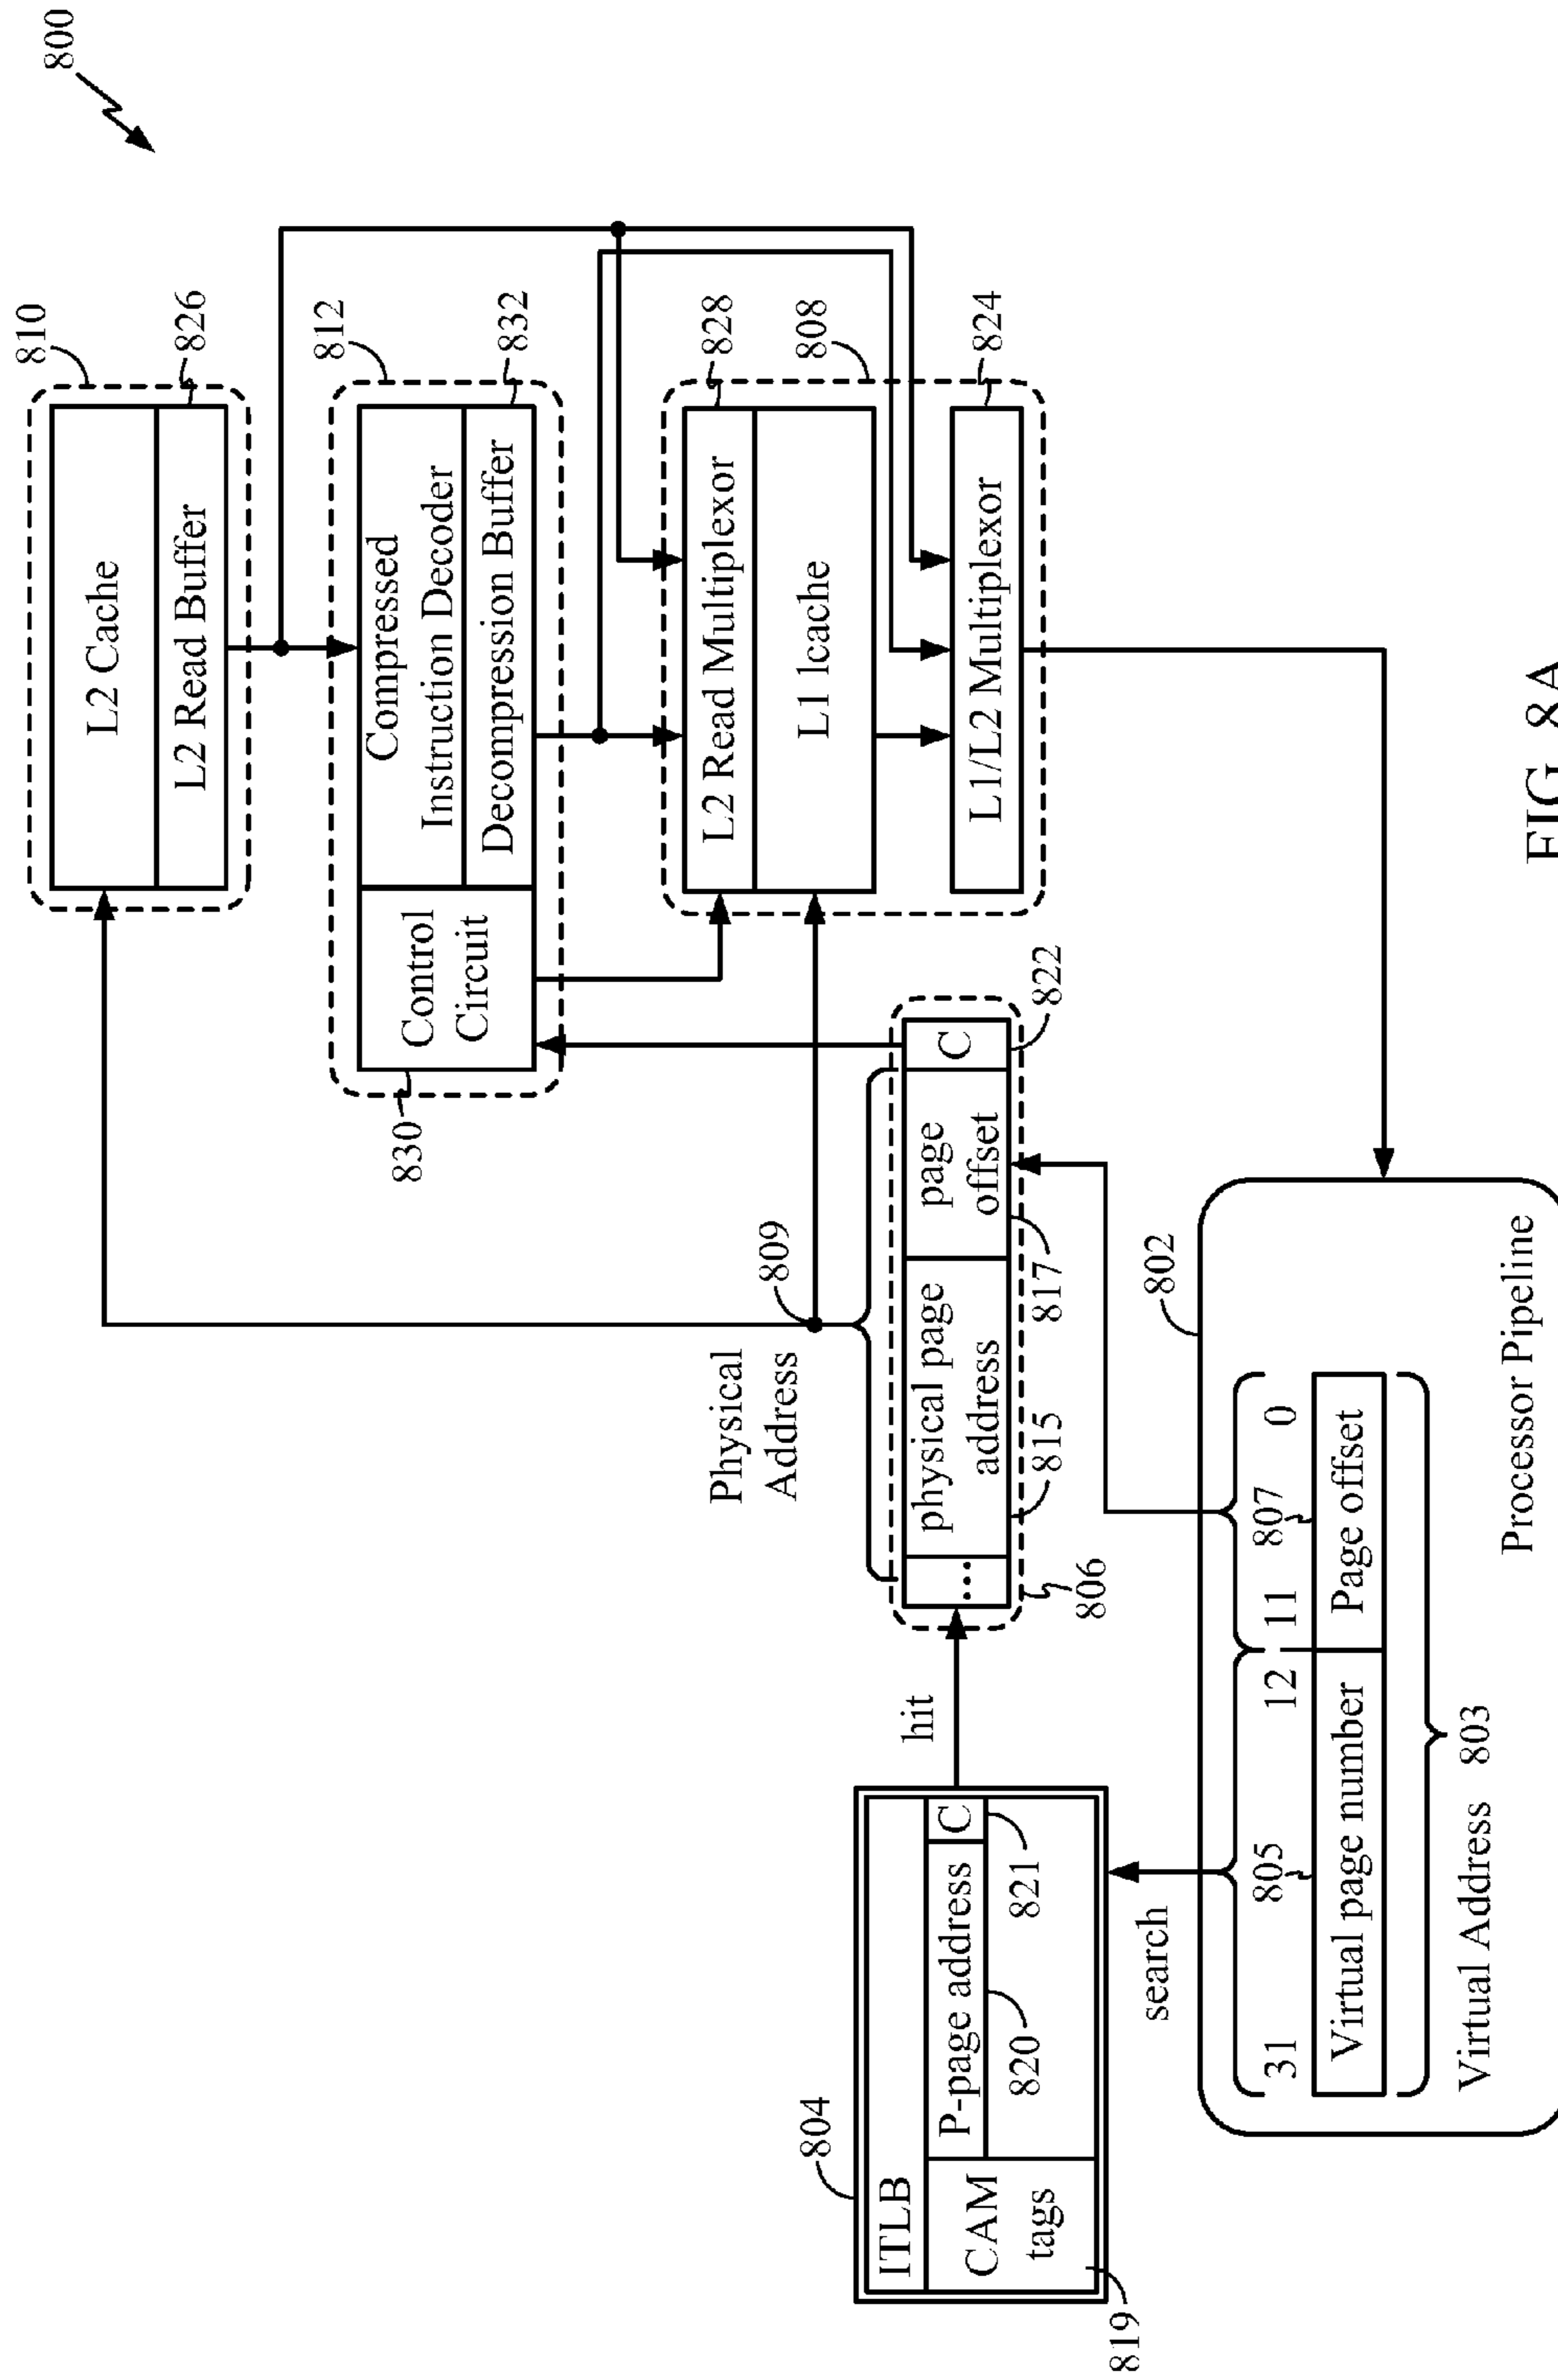 800
810
L2 Cache
L2 Read Buffer
826
812
Control
Circuit
830
Compressed
Instruction Decoder
Decompression Buffer
832
L2 Read Multiplexor
828
L1 Icache
808
L1/L2 Multiplexor
824
Physical
Address
809
804
ITLB
CAM
tags
819
P-page address
820
C
821
hit
...
physical page
address
page
offset
C
806
815
817
822
search
802
31
805
12
11
807
0
Virtual page number
Page offset
Virtual Address 803
Processor Pipeline
FIG. 8A